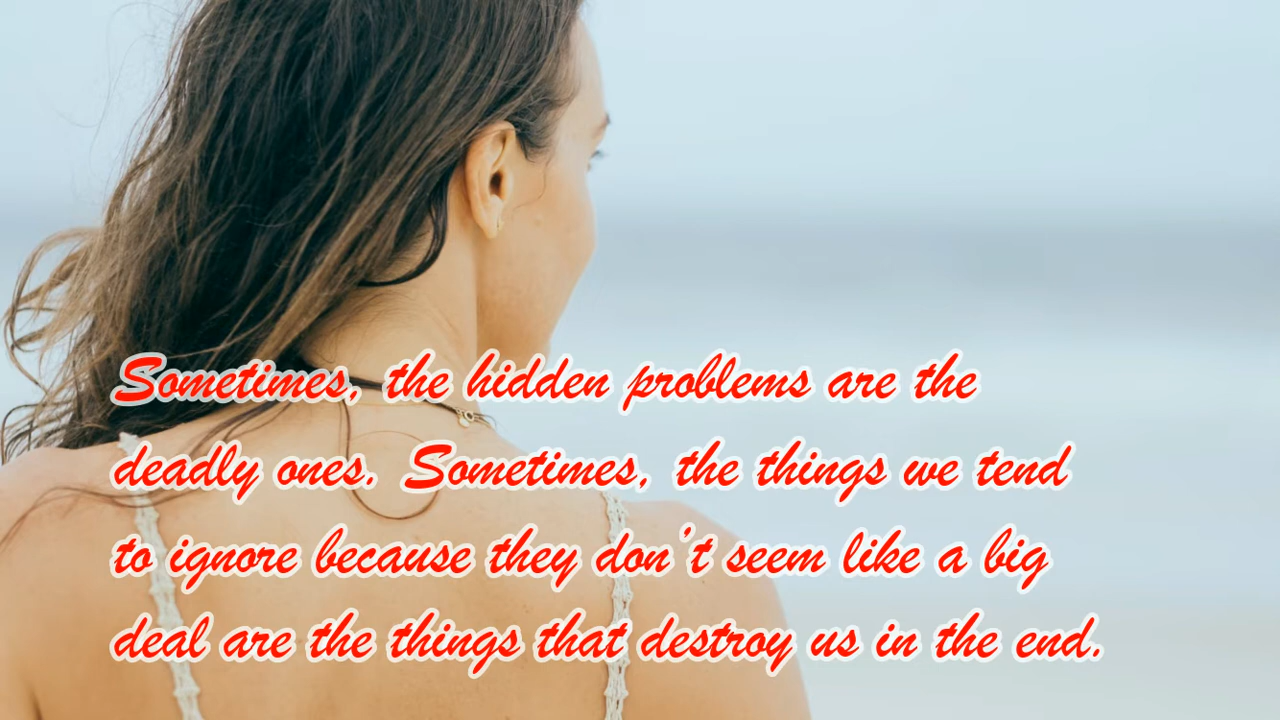 Sometimes, the hidden problems are the
deadly ones. Sometimes, the things we tend
to ignore because they don't seem like a big
deal are the things that destroy us in the end.